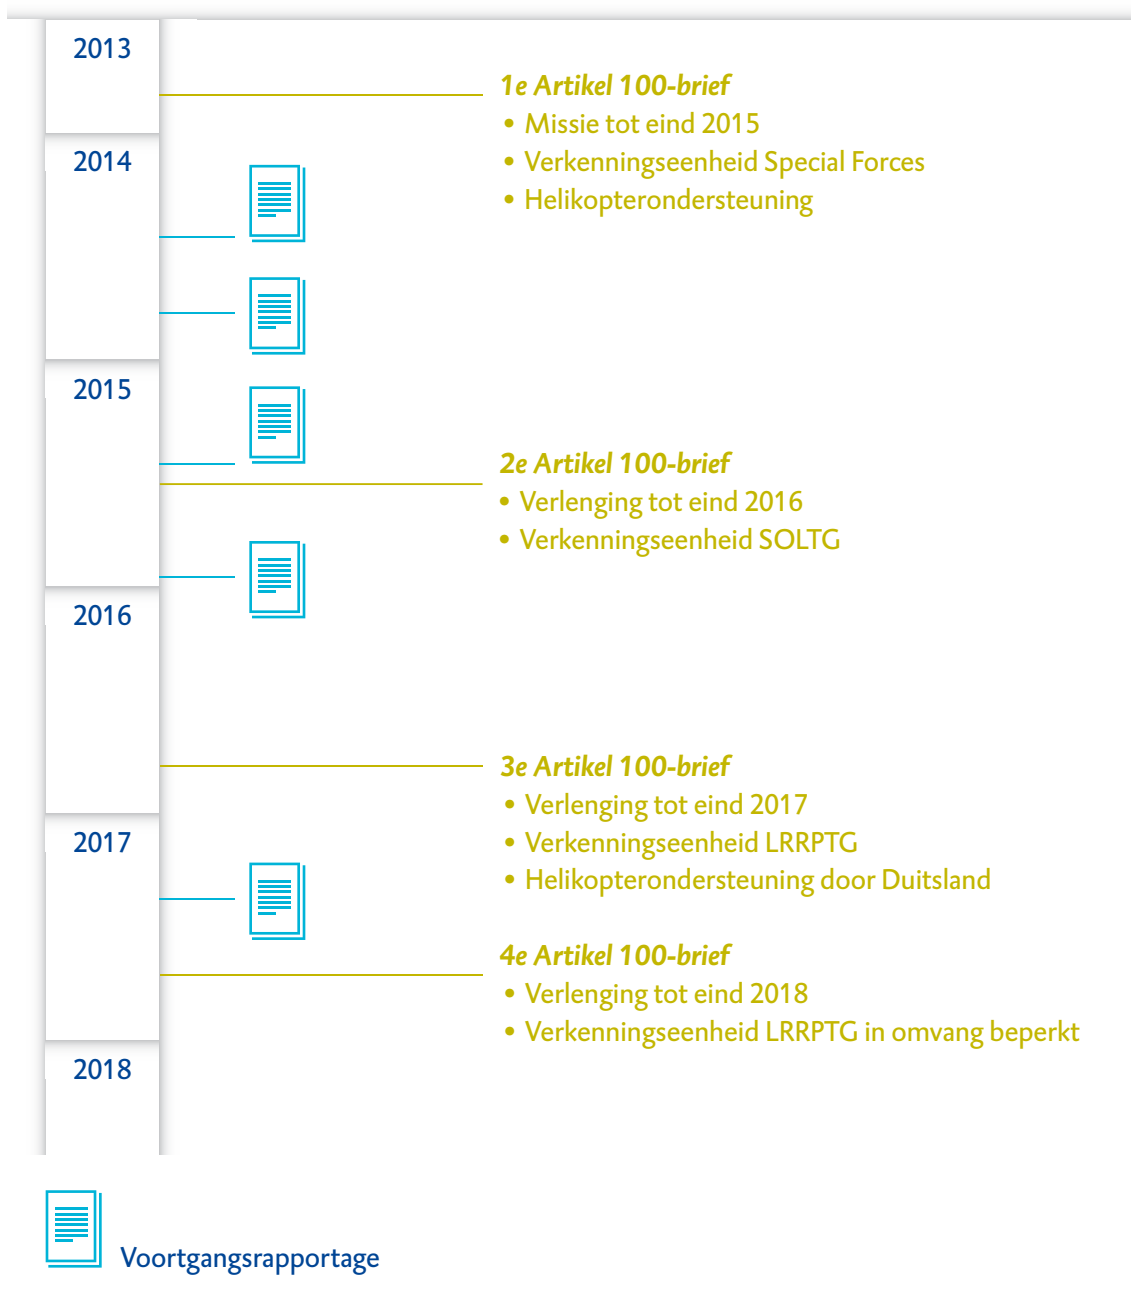 2013
1e Artikel 100-brief
• Missie tot eind 2015
2014
• Verkenningseenheid Special Forces
• Helikopterondersteuning
2015
2e Artikel 100-brief
• Verlenging tot eind 2016
• Verkenningseenheid SOLTG
2016
3e Artikel 100-brief
• Verlenging tot eind 2017
2017
• Verkenningseenheid LRRPTG
• Helikopterondersteuning door Duitsland
4e Artikel 100-brief
• Verlenging tot eind 2018
• Verkenningseenheid LRRPTG in omvang beperkt
2018
Voortgangsrapportage